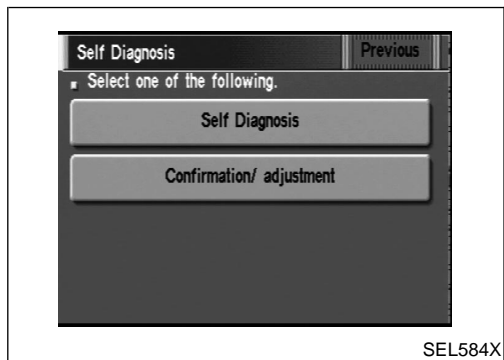 Self Diagnosis
Previous
Select one of the following.
Self Diagnosis
Confirmation/ adjustment
SEL584X